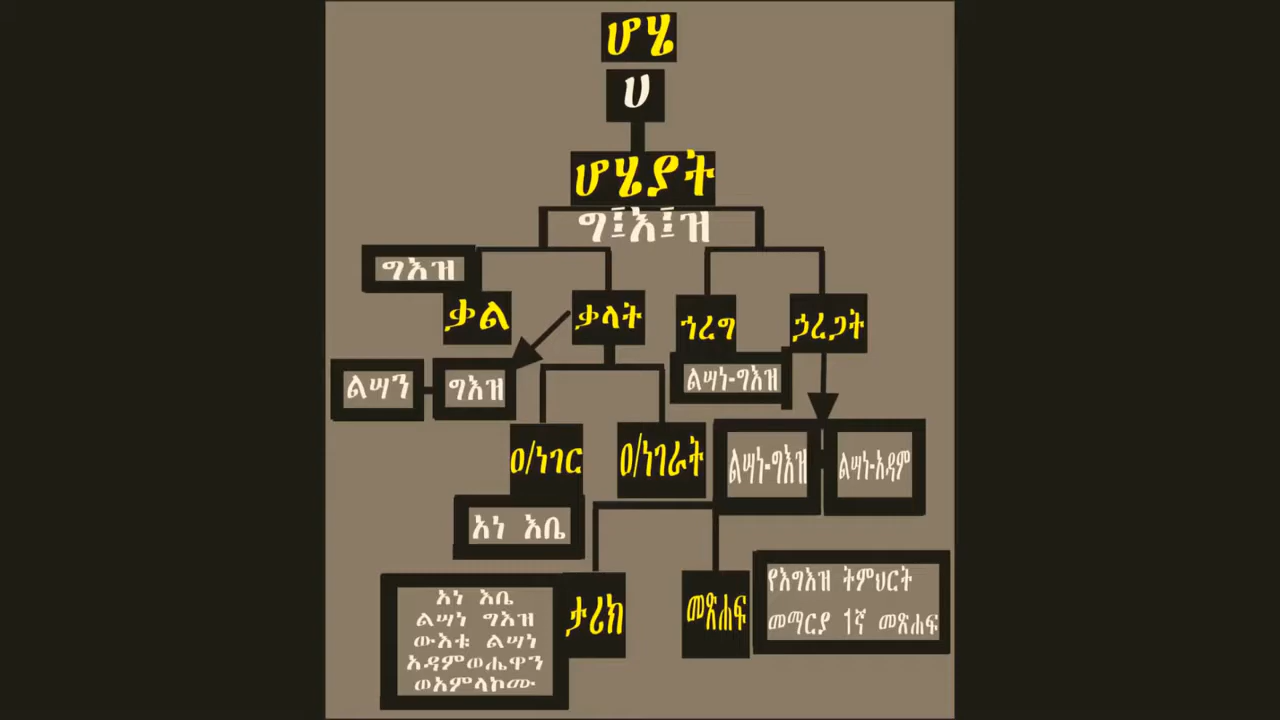 ሆሄ
ሀ
ሆሄያት
ግ፤እ፤ዝ
ግእዝ
ቃል
ቃላት
ኀረግ
ኃረጋት
ልሣን
ግእዝ
ልሣነ-ግእዝ
ዐ/ነገር
ዐ/ነገራት
ልሣነ-ግእዝ
ልሣነ-አዳም
አነ እቤ
ታሪክ
መጽሐፍ
አነ እቤ
ልሣነ ግእዝ
ውእቱ ልሣነ
አዳምወሔዋን
ወአምላኮሙ
የእግእዝ ትምህርት
መማርያ 1ኛ መጽሐፍ